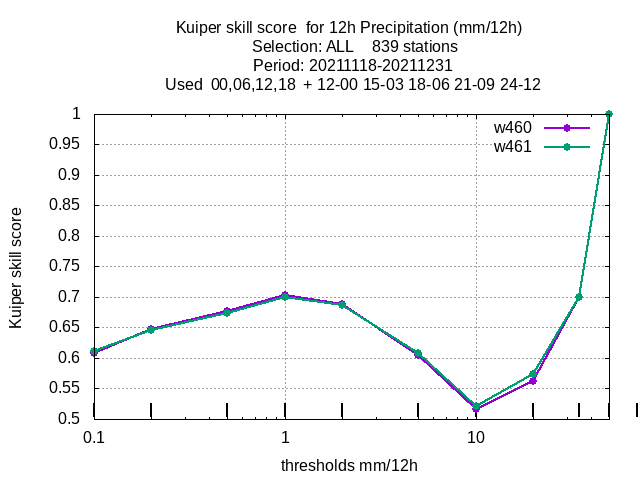 Kuiper skill score  for 12h Precipitation (mm/12h)
Selection: ALL    839 stations
Period: 20211118-20211231
Used  00,06,12,18  + 12-00 15-03 18-06 21-09 24-12
w460
w461
1
0.95
0.9
0.85
0.8
0.75
0.7
0.65
0.6
0.55
0.5
Kuiper skill score
0.1 1 10
thresholds mm/12h